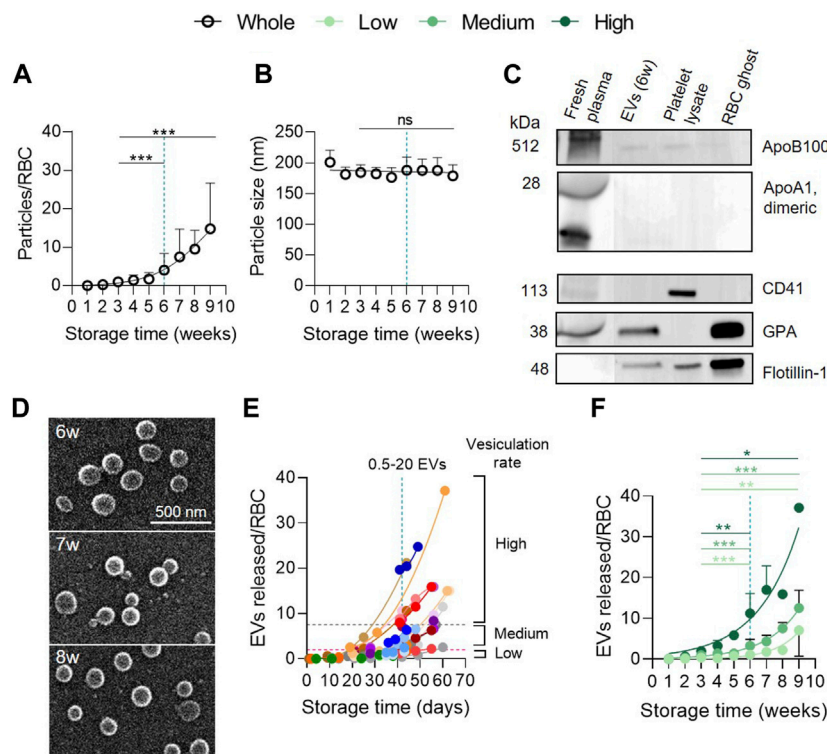 Whole Low Medium High
A
***
***
Particles/RBC
40
30
20
10
0
0 1 2 3 4 5 6 7 8 9 10
Storage time (weeks)
B
ns
Particle size (nm)
250
200
150
100
50
0
0 1 2 3 4 5 6 7 8 9 10
Storage time (weeks)
C
Fresh plasma
EVs (6w)
Platelet lysate
RBC ghost
kDa
512 ApoB100
28 ApoA1, dimeric
113 CD41
38 GPA
48 Flotillin-1
D
6w
500 nm
7w
8w
E
Vesiculation rate
0.5-20 EVs
EVs released/RBC
40
30
20
10
0
High
Medium
Low
0 10 20 30 40 50 60 70
Storage time (days)
F
*
***
**
**
***
***
EVs released/RBC
40
30
20
10
0
0 1 2 3 4 5 6 7 8 9 10
Storage time (weeks)